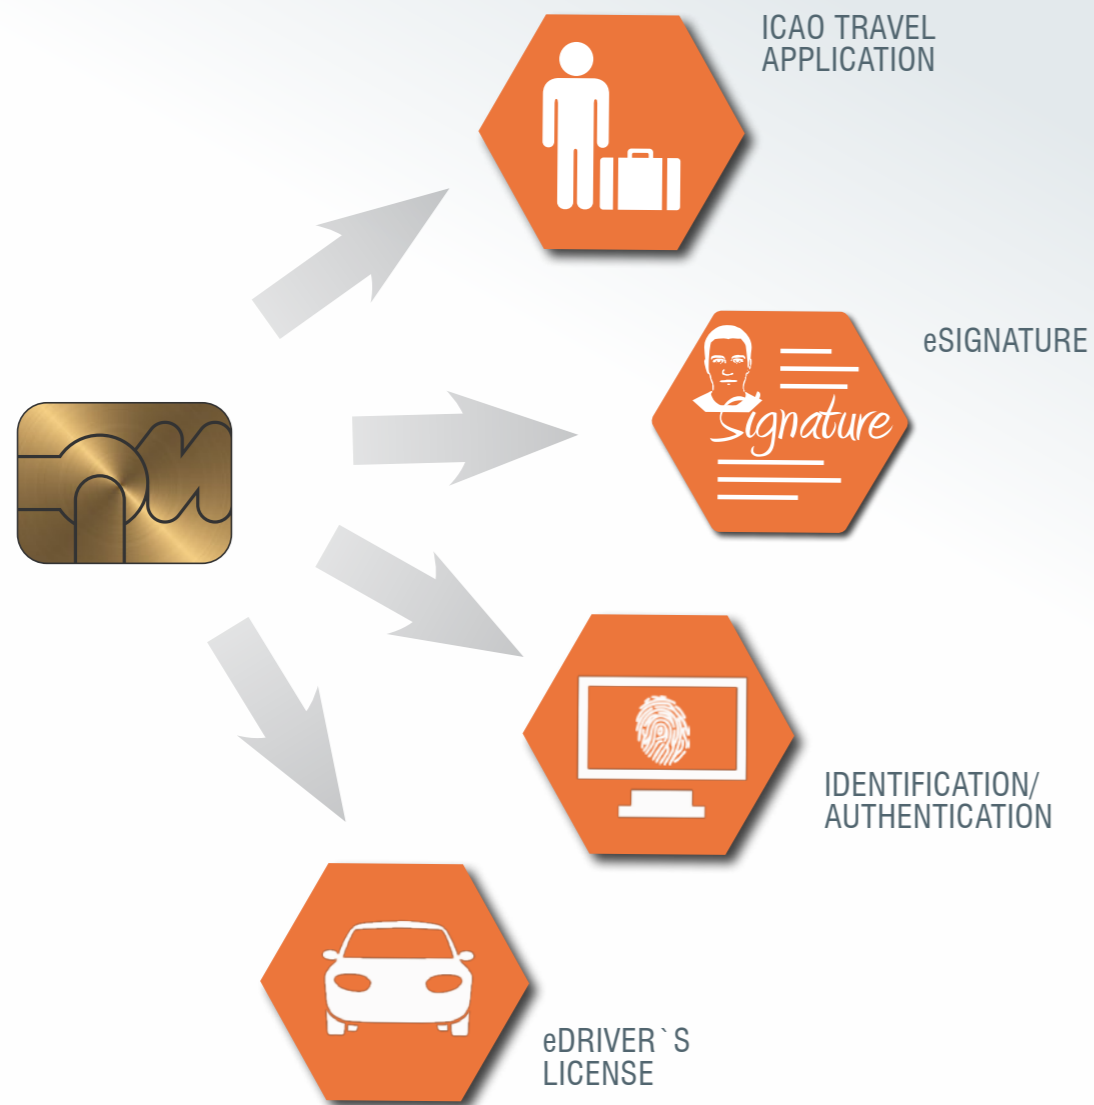 ICAO TRAVEL
APPLICATION
eSIGNATURE
Signature
IDENTIFICATION/
AUTHENTICATION
eDRIVER`S
LICENSE